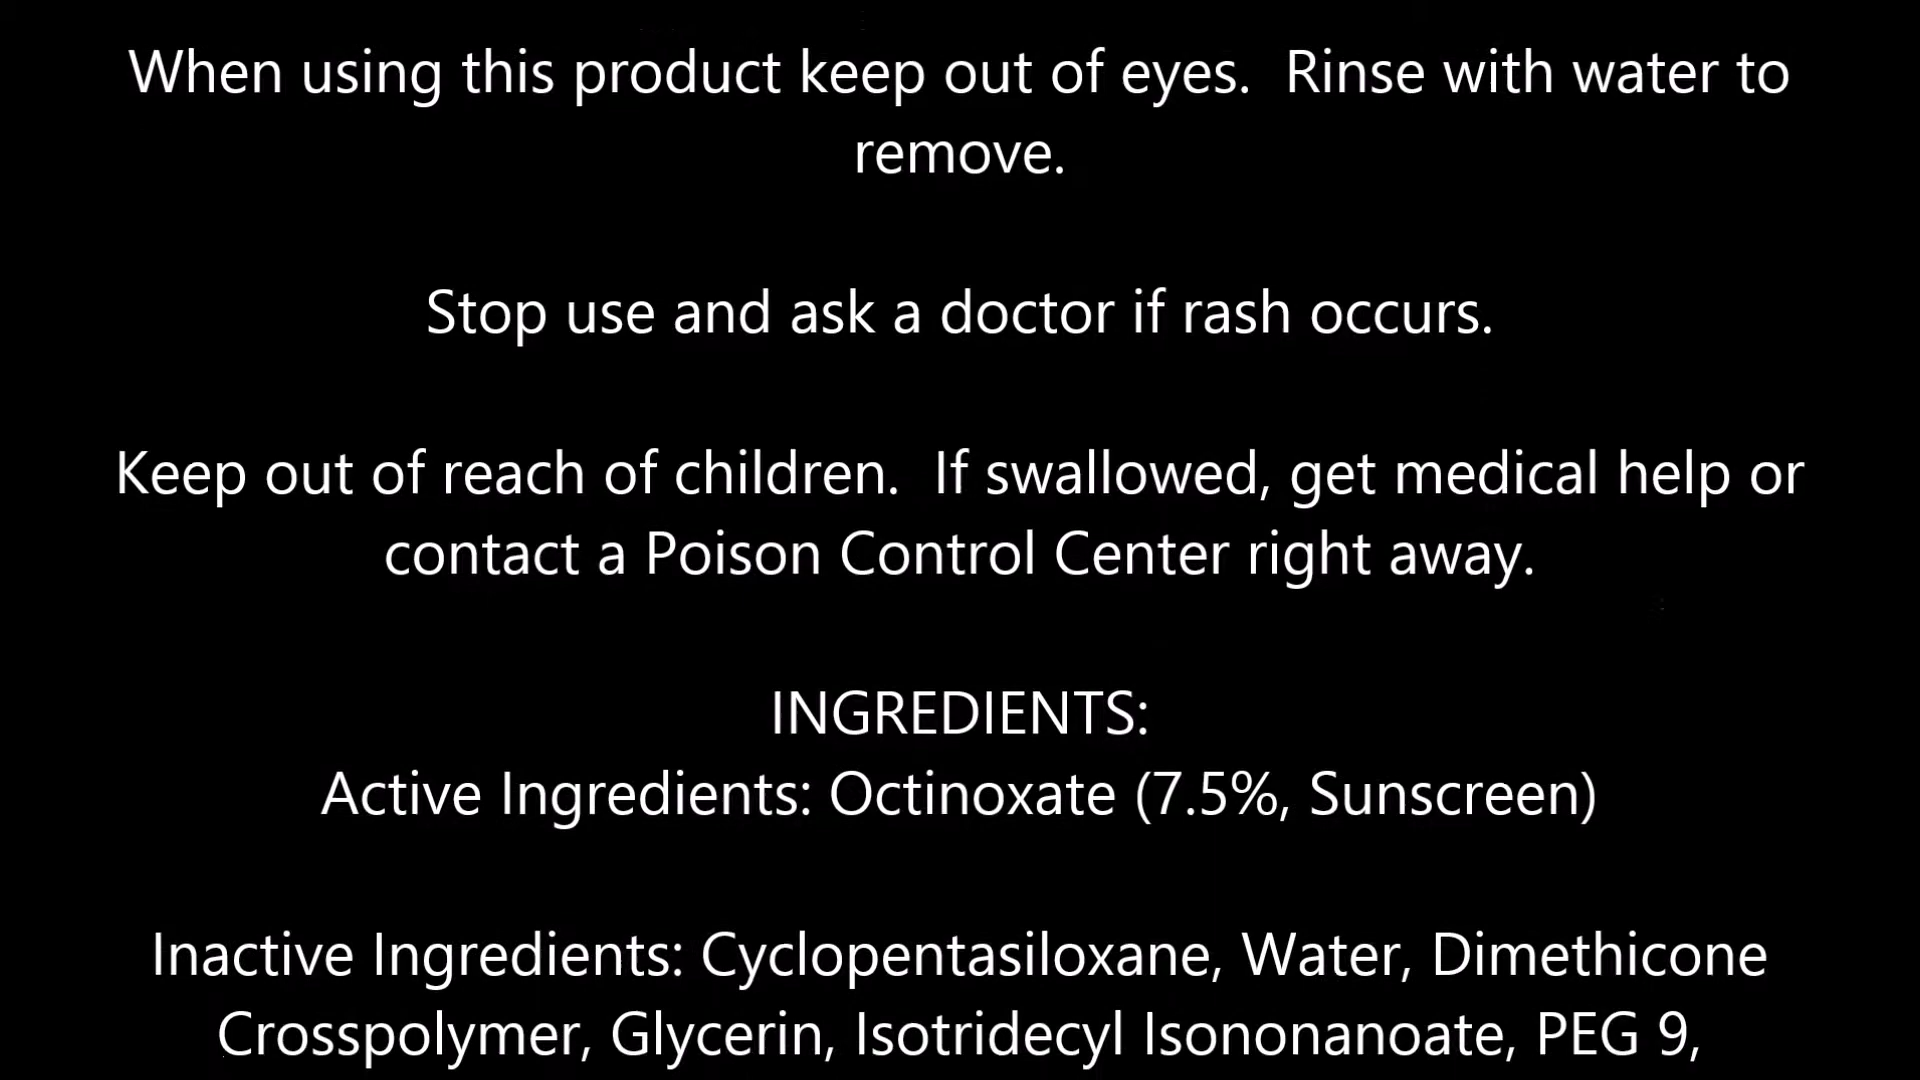 When using this product keep out of eyes.  Rinse with water to
remove.
Stop use and ask a doctor if rash occurs.
Keep out of reach of children.  If swallowed, get medical help or
contact a Poison Control Center right away.
INGREDIENTS:
Active Ingredients: Octinoxate (7.5%, Sunscreen)
Inactive Ingredients: Cyclopentasiloxane, Water, Dimethicone
Crosspolymer, Glycerin, Isotridecyl Isononanoate, PEG 9,